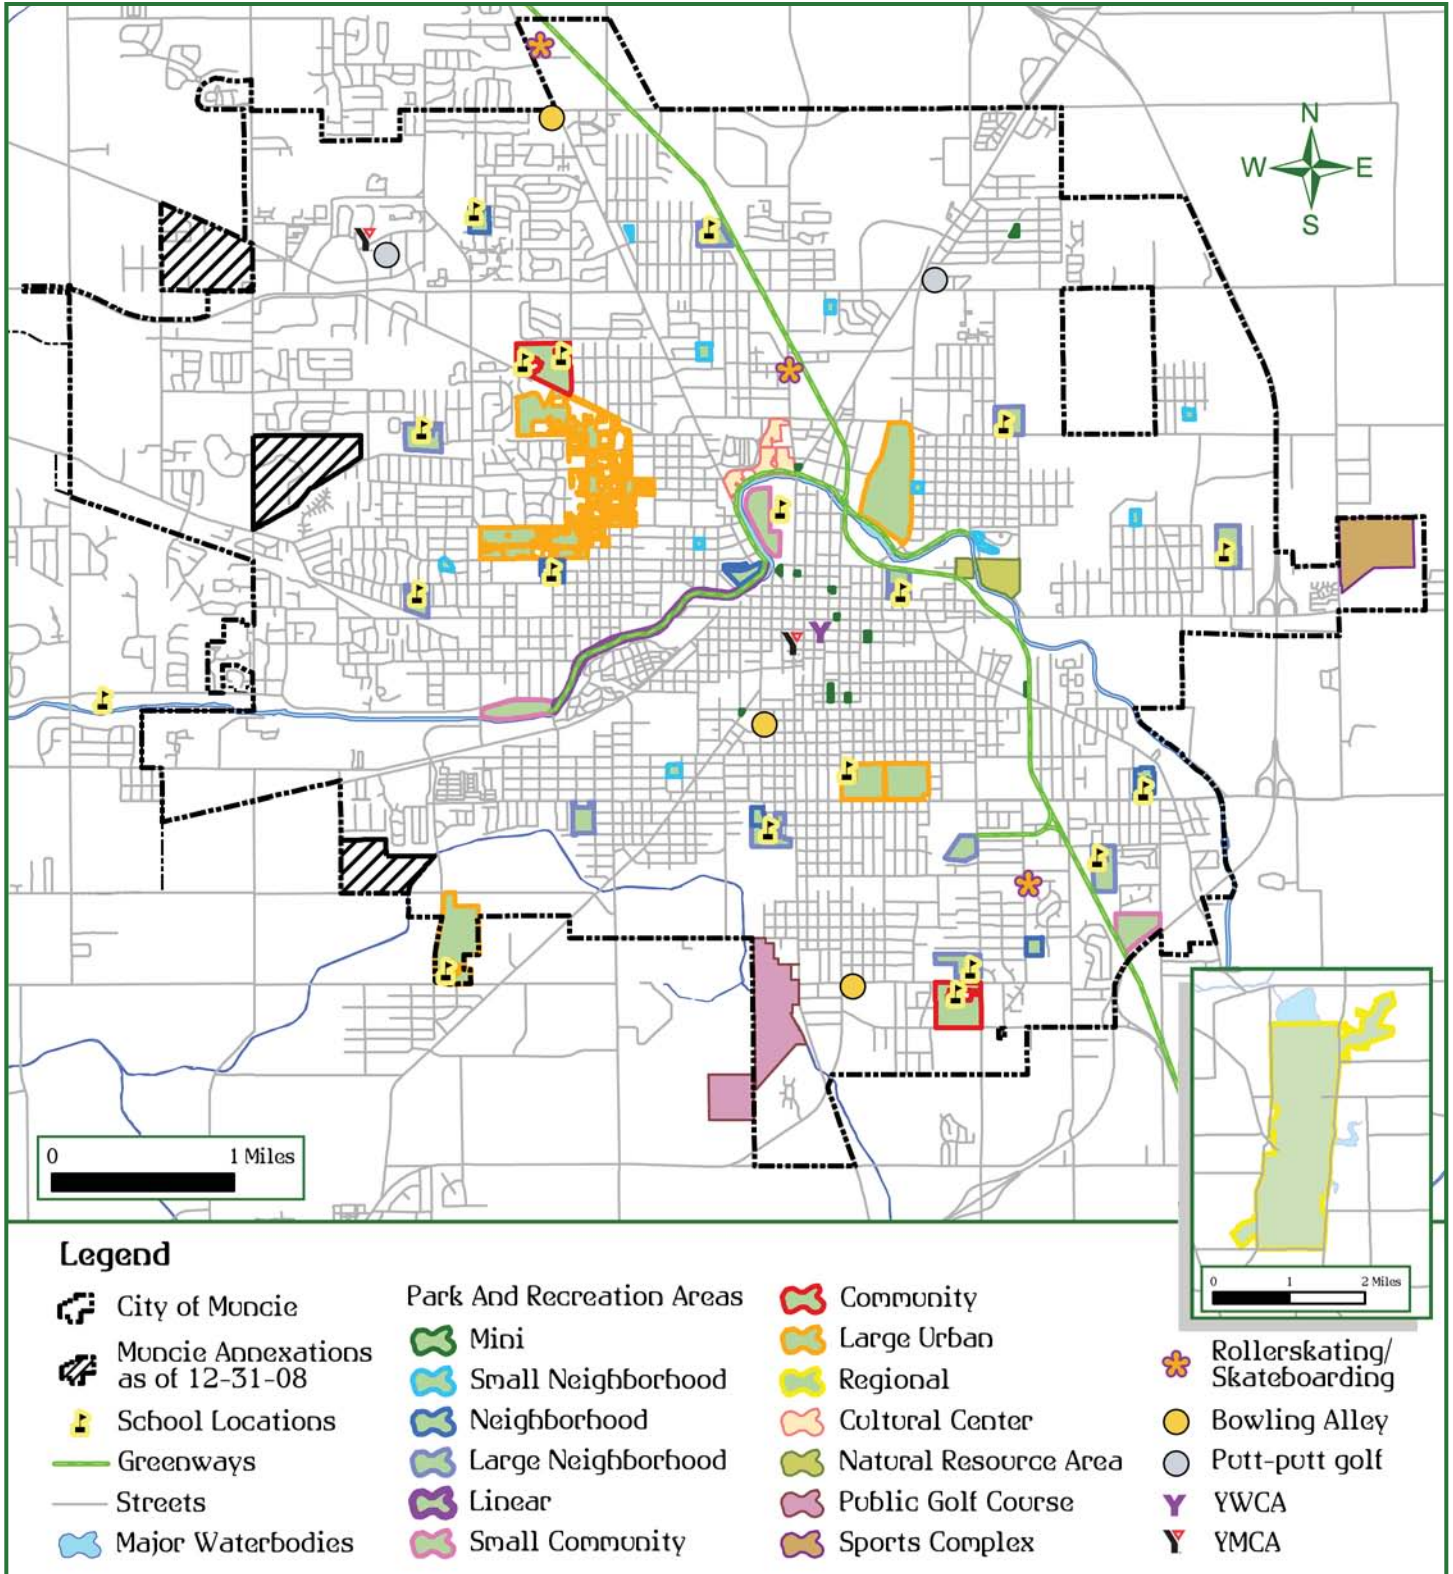 N
W E
S
0 1 Miles
0 1 2 Miles
Legend
City of Muncie
Muncie Annexations
as of 12-31-08
School Locations
Greenways
Streets
Major Waterbodies
Park And Recreation Areas
Mini
Small Neighborhood
Neighborhood
Large Neighborhood
Linear
Small Community
Community
Large Urban
Regional
Cultural Center
Natural Resource Area
Public Golf Course
Sports Complex
Rollerskating/
Skateboarding
Bowling Alley
Putt-putt golf
YWCA
YMCA